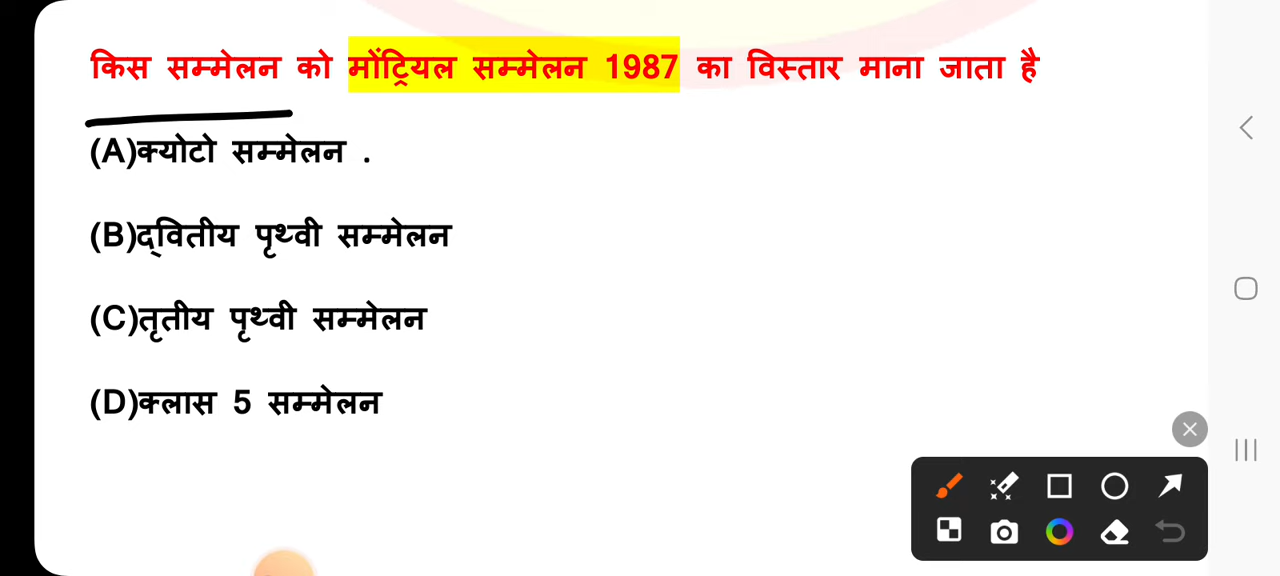 किस सम्मेलन को मोंट्रियल सम्मेलन 1987 का विस्तार माना जाता है
(A)क्योटो सम्मेलन .
(B)द्वितीय पृथ्वी सम्मेलन
(C)तृतीय पृथ्वी सम्मेलन
(D)क्लास 5 सम्मेलन